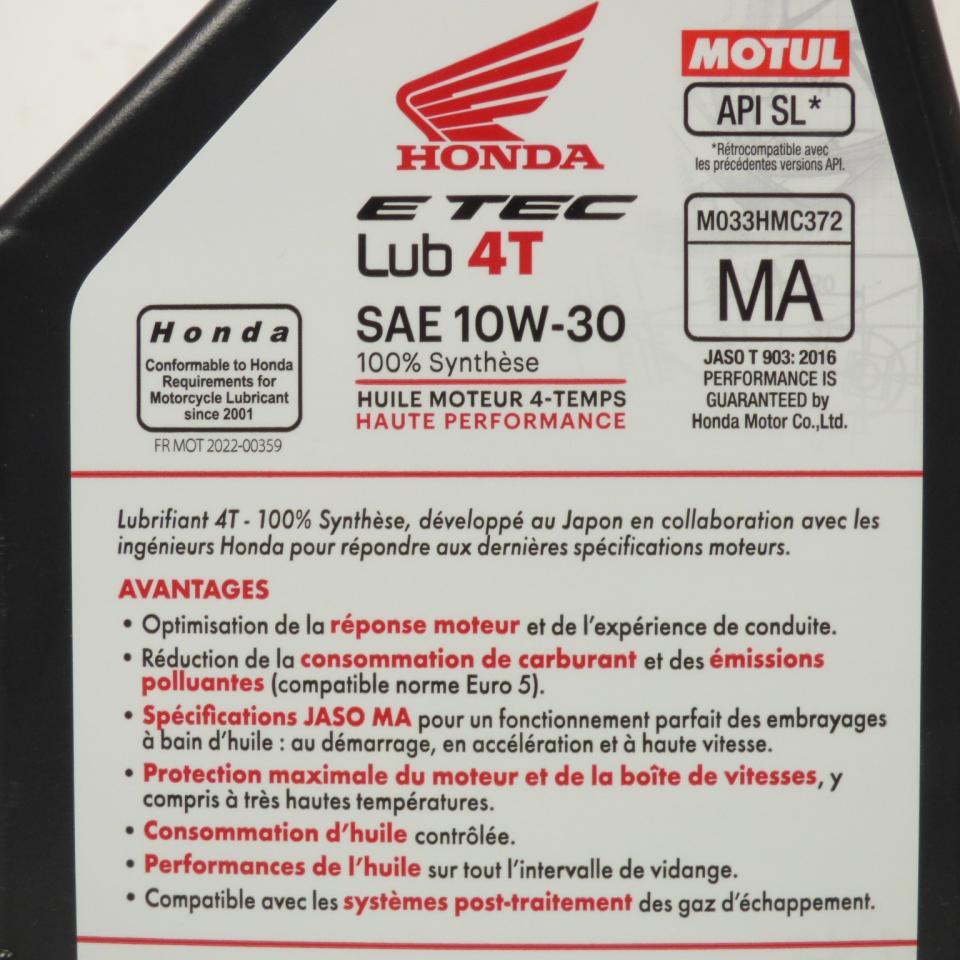 HONDA
E TEC
Lub 4T
SAE 10W-30
100% Synthèse
HUILE MOTEUR 4-TEMPS
HAUTE PERFORMANCE
MOTUL
API SL*
*Rétrocompatible avec
les précédentes versions API.
M033HMC372
MA
JASO T 903: 2016
PERFORMANCE IS
GUARANTEED by
Honda Motor Co.,Ltd.
Honda
Conformable to Honda
Requirements for
Motorcycle Lubricant
since 2001
FR MOT 2022-00359
Lubrifiant 4T - 100% Synthèse, développé au Japon en collaboration avec les
ingénieurs Honda pour répondre aux dernières spécifications moteurs.
AVANTAGES
• Optimisation de la réponse moteur et de l'expérience de conduite.
• Réduction de la consommation de carburant et des émissions
polluantes (compatible norme Euro 5).
• Spécifications JASO MA pour un fonctionnement parfait des embrayages
à bain d'huile : au démarrage, en accélération et à haute vitesse.
• Protection maximale du moteur et de la boîte de vitesses, y
compris à très hautes températures.
• Consommation d'huile contrôlée.
• Performances de l'huile sur tout l'intervalle de vidange.
• Compatible avec les systèmes post-traitement des gaz d'échappement.